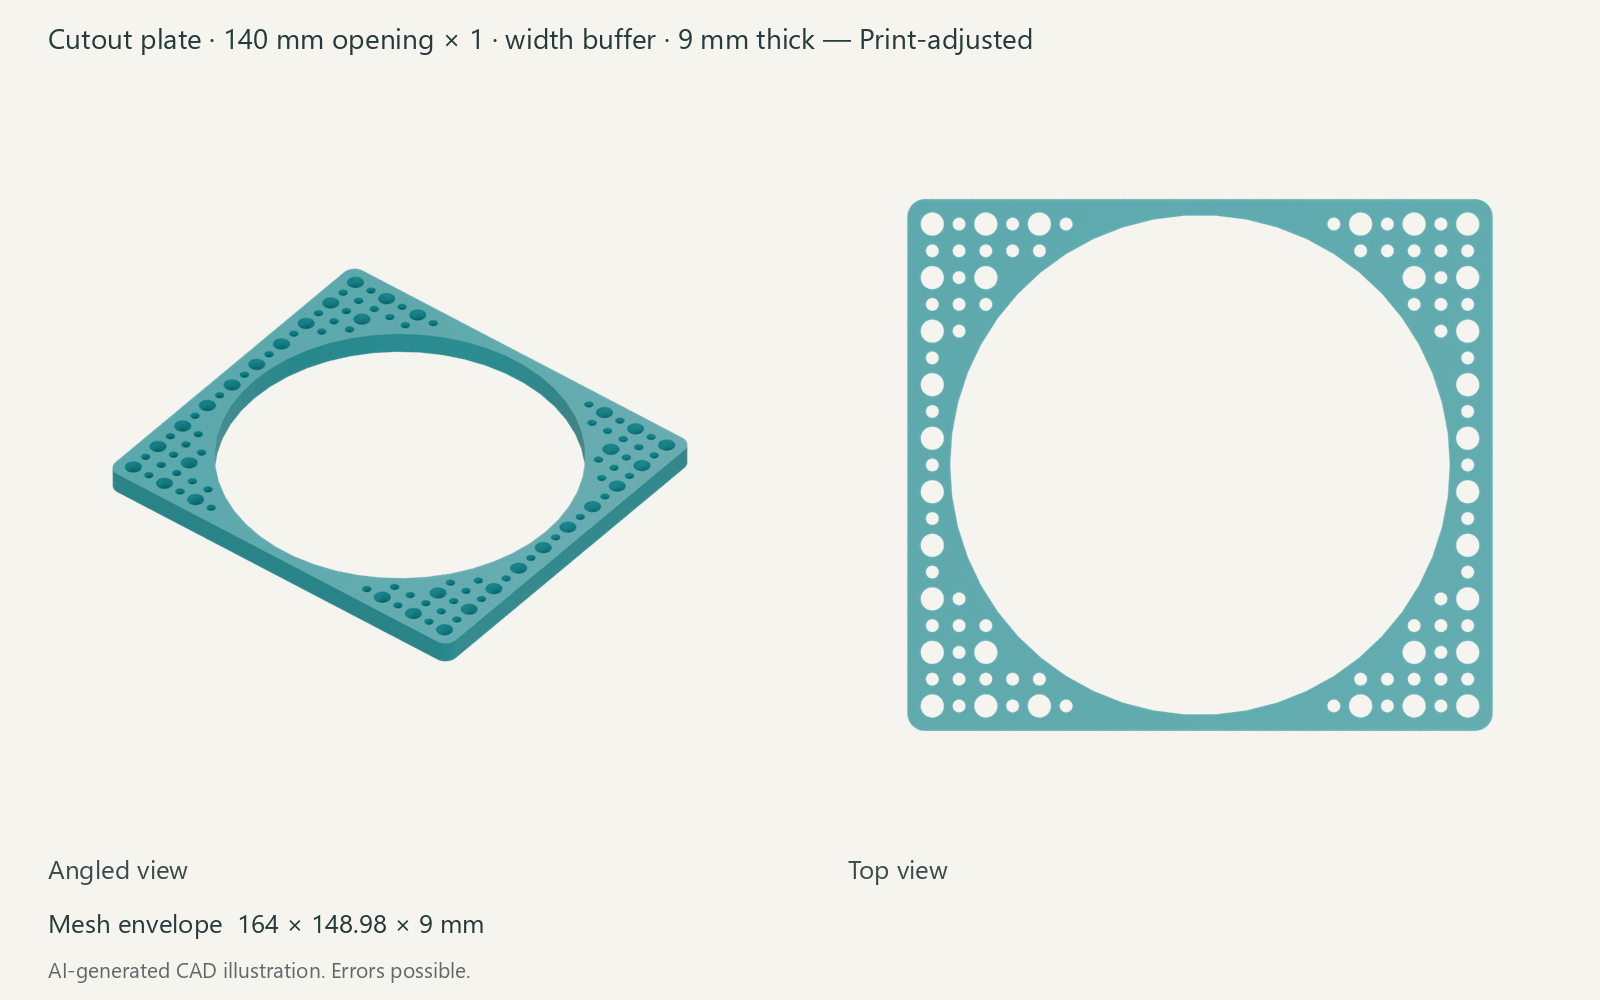 Cutout plate · 140 mm opening × 1 · width buffer · 9 mm thick — Print-adjusted
Angled view
Top view
Mesh envelope 164 × 148.98 × 9 mm
AI-generated CAD illustration. Errors possible.